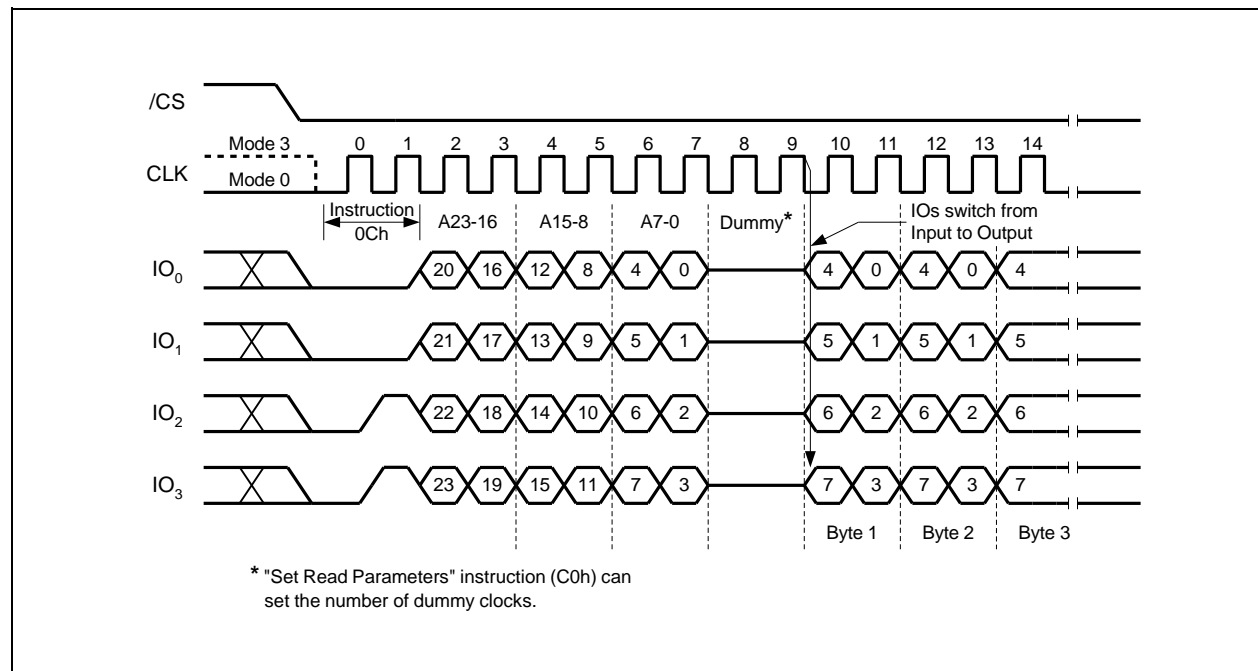 /CS
Mode 3 0 1 2 3 4 5 6 7 8 9 10 11 12 13 14
CLK
Mode 0
Instruction
0Ch
A23-16 A15-8 A7-0 Dummy*
IOs switch from
Input to Output
IO0 20 16 12 8 4 0 4 0 4 0 4
IO1 21 17 13 9 5 1 5 1 5 1 5
IO2 22 18 14 10 6 2 6 2 6 2 6
IO3 23 19 15 11 7 3 7 3 7 3 7
Byte 1 Byte 2 Byte 3
* "Set Read Parameters" instruction (C0h) can
set the number of dummy clocks.